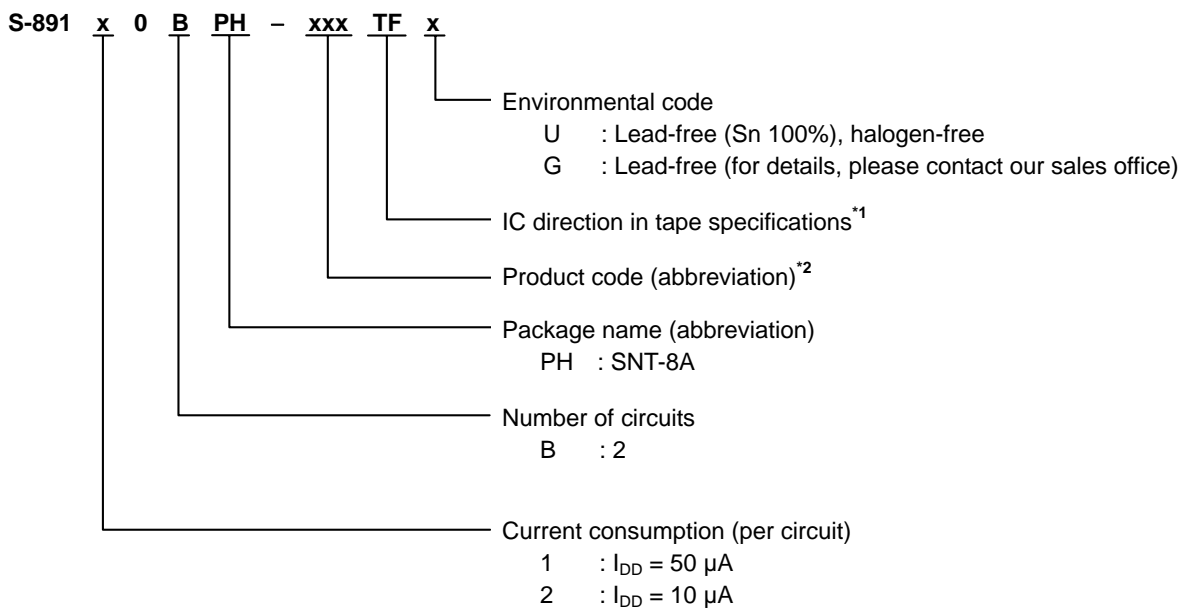 S-891 x 0 B PH – xxx TF x
Environmental code
U : Lead-free (Sn 100%), halogen-free
G : Lead-free (for details, please contact our sales office)
IC direction in tape specifications*1
Product code (abbreviation)*2
Package name (abbreviation)
PH : SNT-8A
Number of circuits
B : 2
Current consumption (per circuit)
1 : IDD = 50 μA
2 : IDD = 10 μA